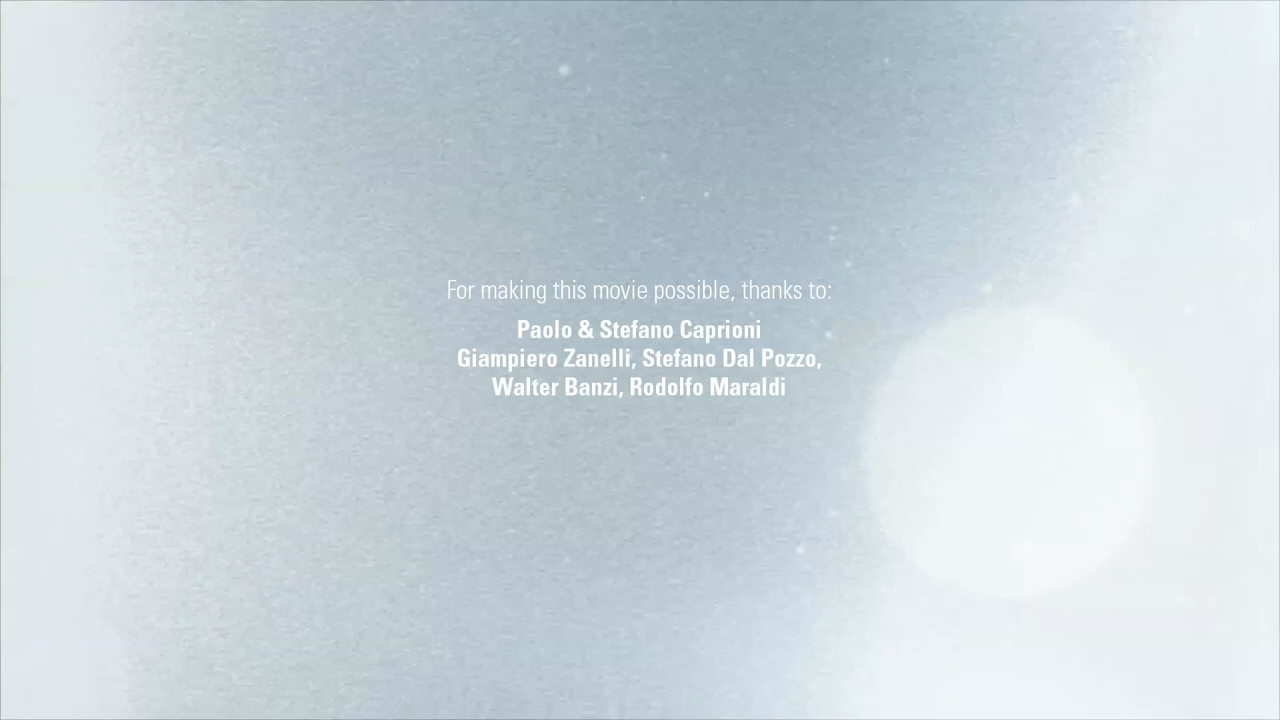 For making this movie possible, thanks to:
Paolo & Stefano Caprioni
Giampiero Zanelli, Stefano Dal Pozzo,
Walter Banzi, Rodolfo Maraldi